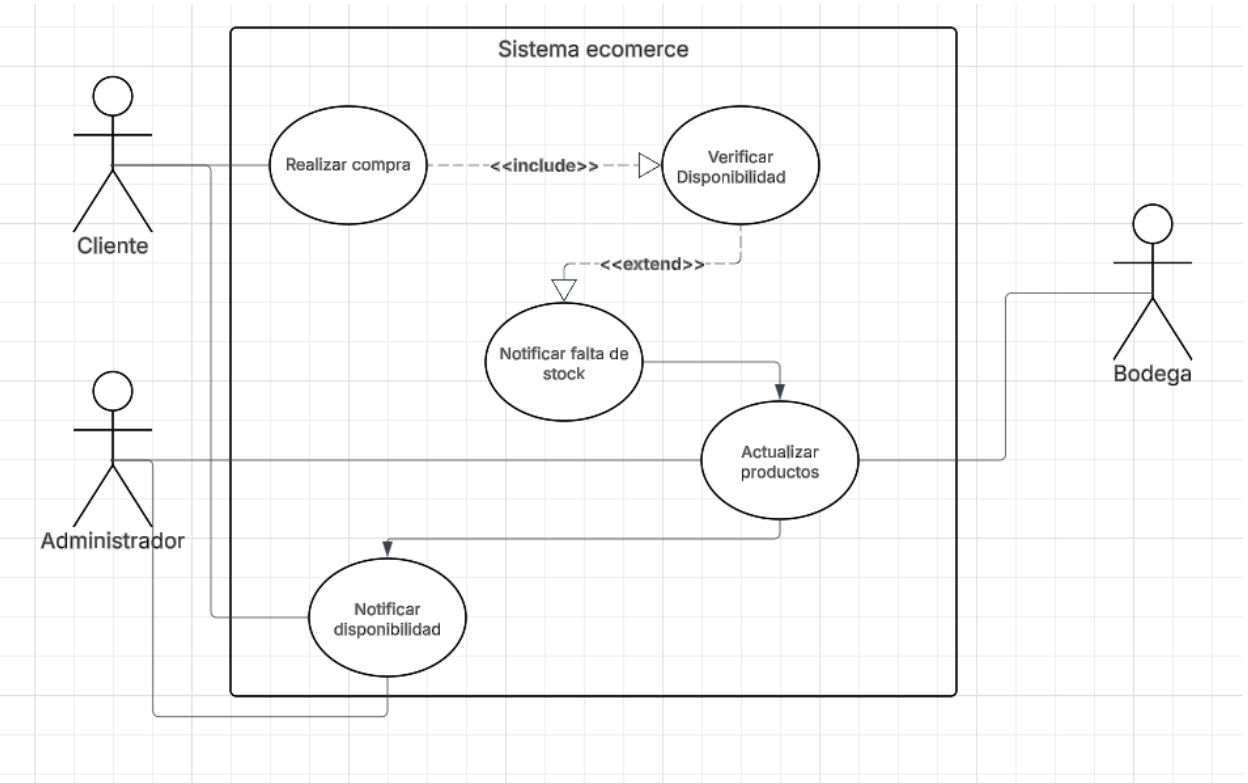 Sistema ecomerce
Realizar compra
<<include>>
Verificar
Disponibilidad
Cliente
<<extend>>
Notificar falta de
stock
Bodega
Actualizar
productos
Administrador
Notificar
disponibilidad